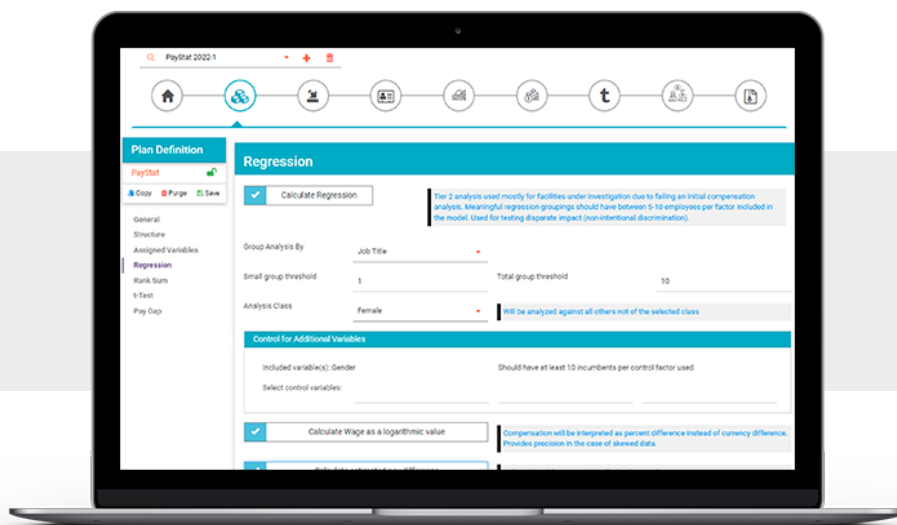 PayStat 2022-1
t
Plan Definition
PayStat
Copy Purge Save
General
Structure
Assigned Variables
Regression
Rank Sum
t-Test
Pay Gap
Regression
Calculate Regression
Tier 2 analysis used mostly for facilities under investigation due to failing an initial compensation
analysis. Meaningful regression groupings should have between 5-10 employees per factor included in
the model. Used for testing disparate impact (non-intentional discrimination).
Group Analysis By
Job Title
Small group threshold
1
Total group threshold
10
Analysis Class
Female
Will be analyzed against all others not of the selected class
Control for Additional Variables
Included variable(s): Gender
Should have at least 10 incumbents per control factor used
Select control variables:
Calculate Wage as a logarithmic value
Compensation will be interpreted as percent difference instead of currency difference.
Provides precision in the case of skewed data.